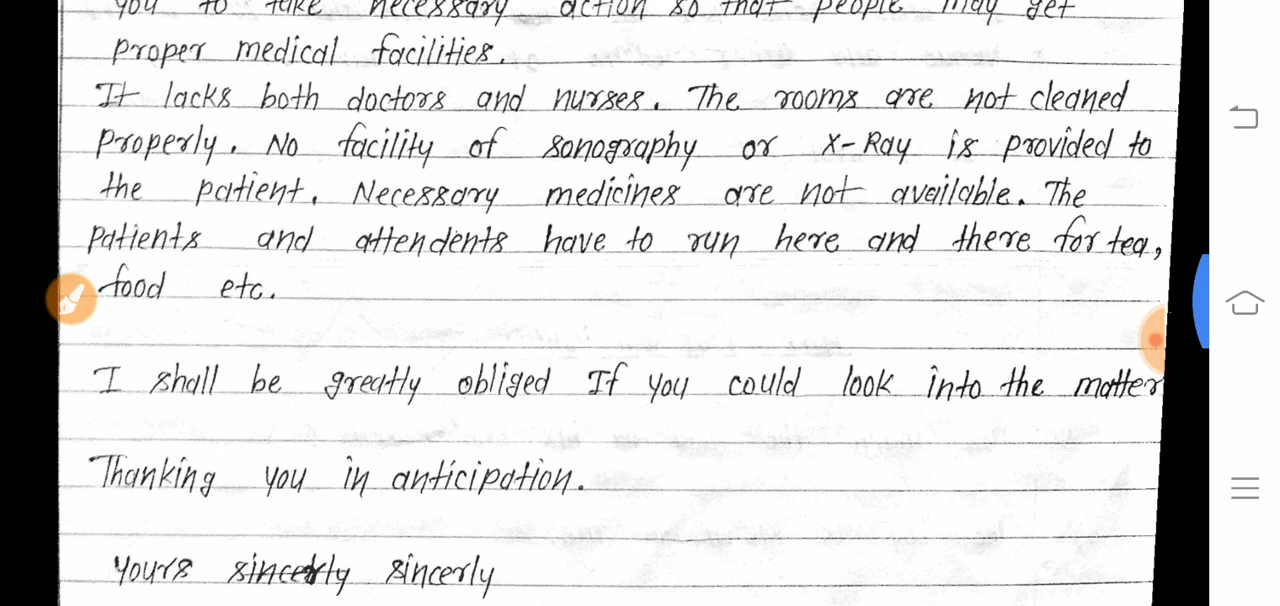 you to take necessary action so that people may get
proper medical facilities.
It lacks both doctors and nurses. The rooms are not cleaned
properly. No facility of sonography or X-Ray is provided to
the patient. Necessary medicines are not available. The
patients and attendents have to run here and there for tea,
food etc.
I shall be greatly obliged If you could look into the matter
Thanking you in anticipation.
Yours sincerly sincerly